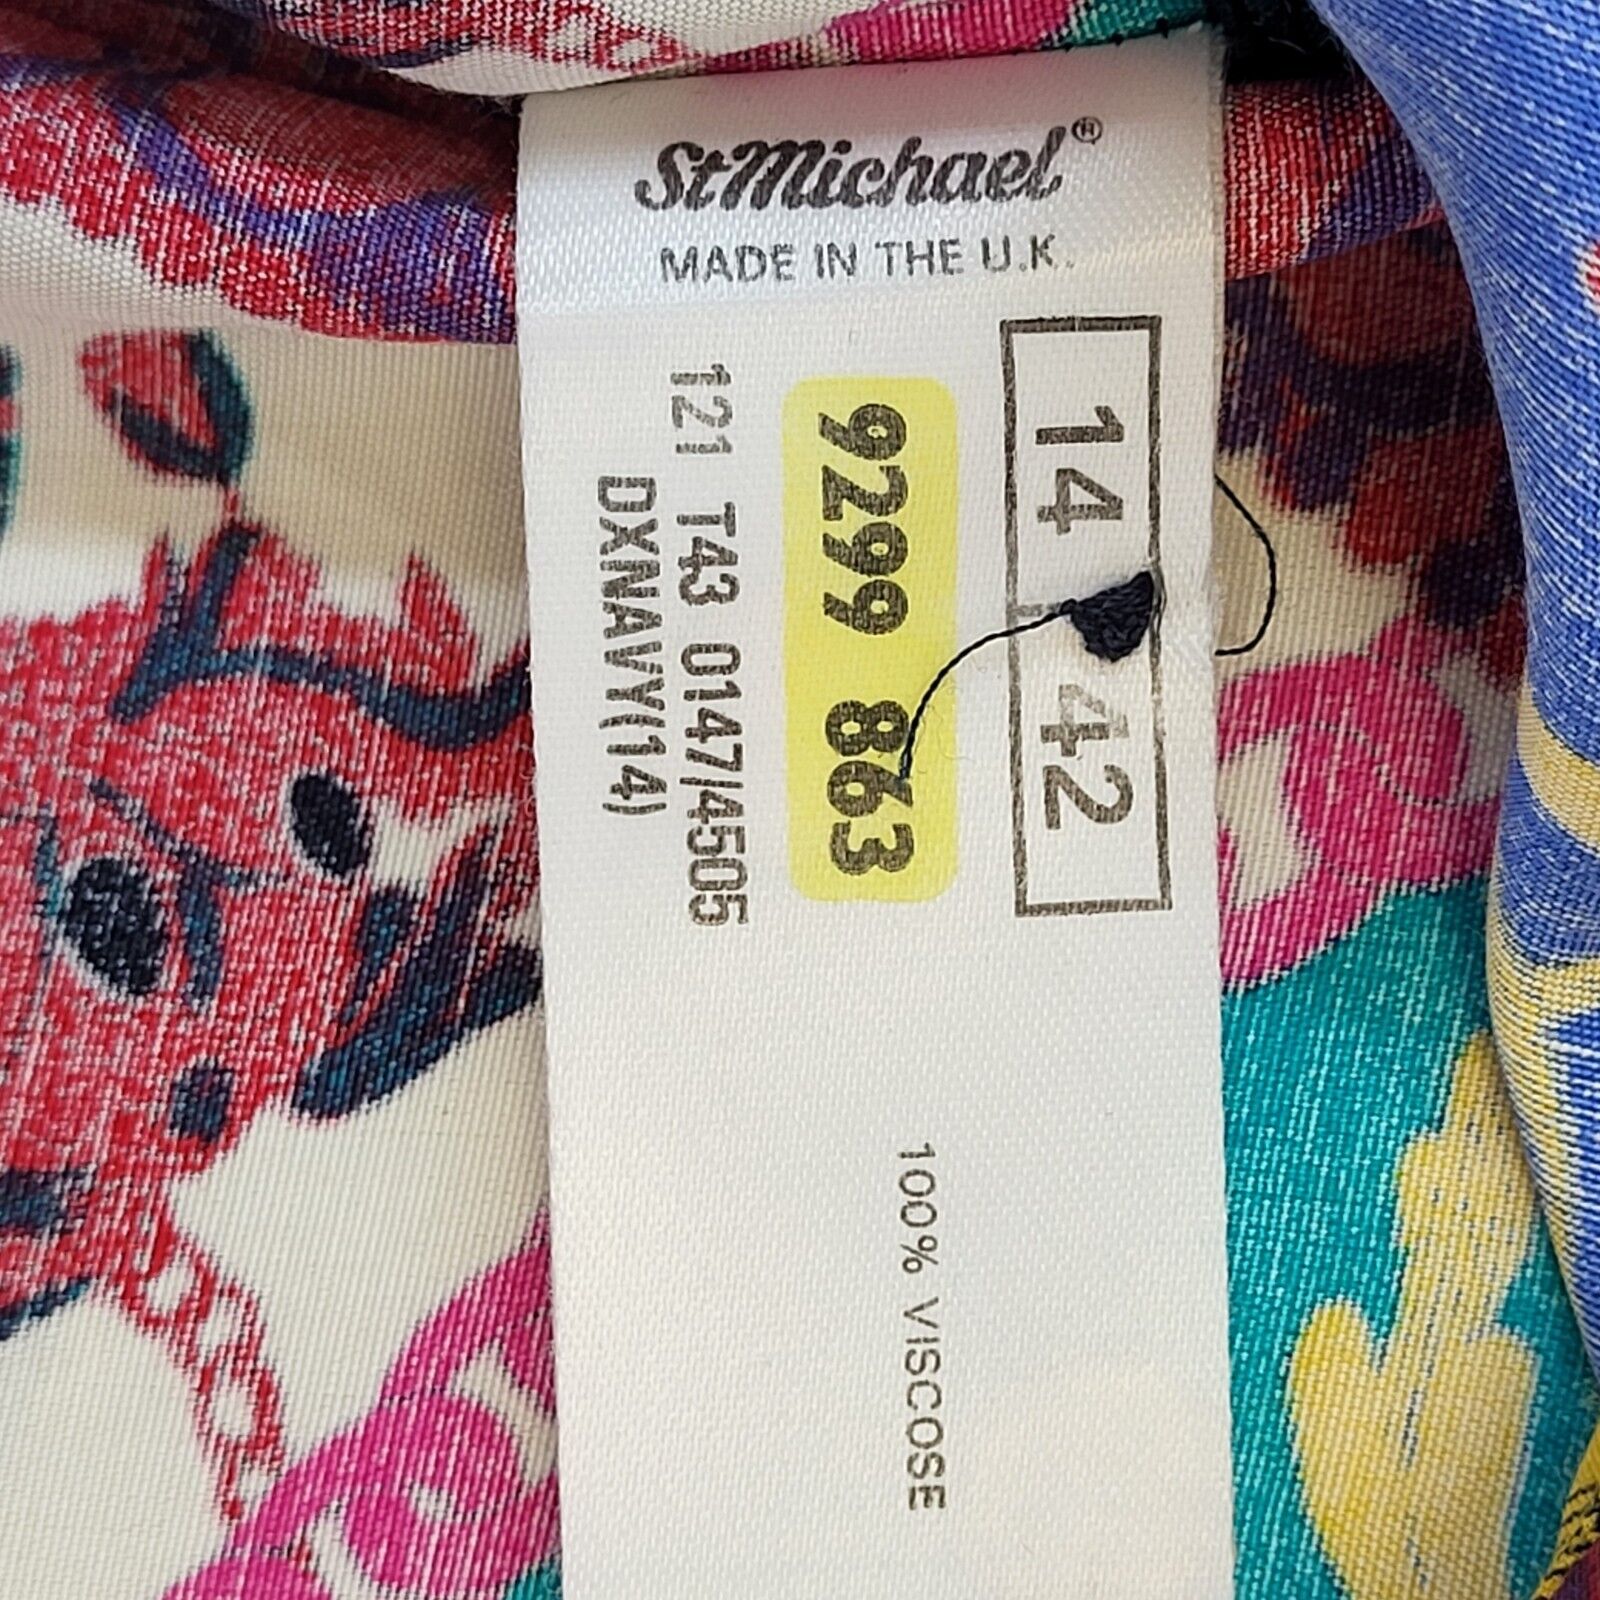 StMichael®
MADE IN THE U.K.
14 42
9299 863
121 T43 0147/4505
DXNAVY(14)
100% VISCOSE